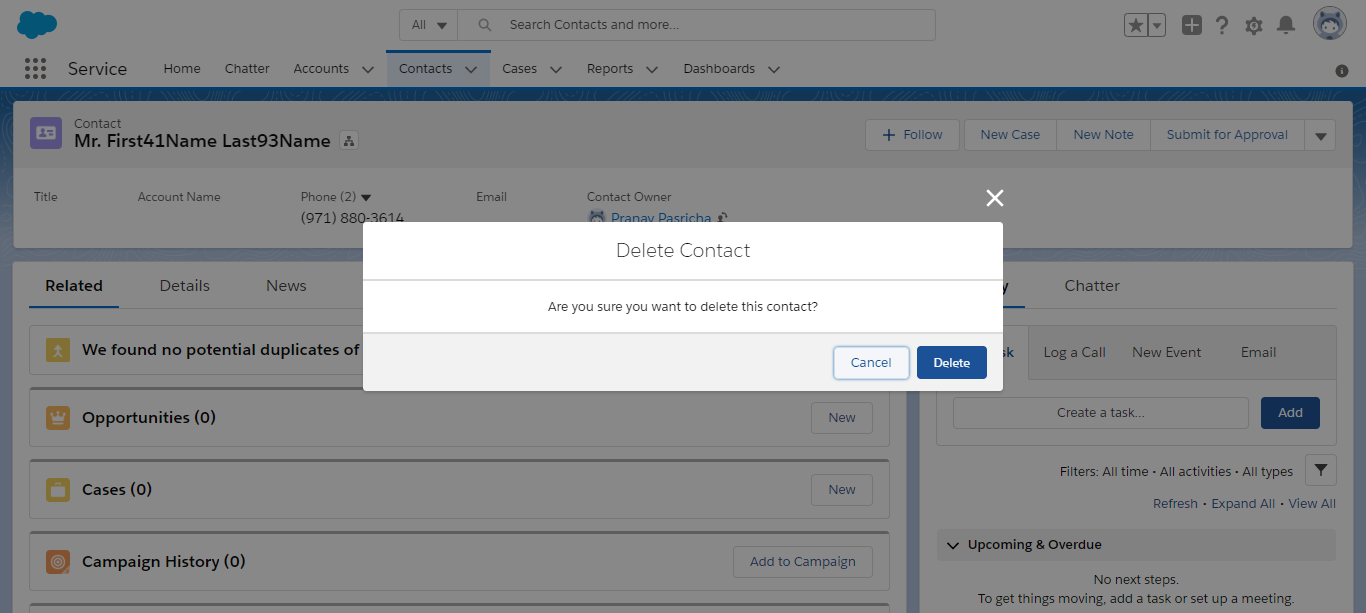 All
Search Contacts and more...
Service
Home
Chatter
Accounts
Contacts
Cases
Reports
Dashboards
Contact
Mr. First41Name Last93Name
Follow
New Case
New Note
Submit for Approval
Title
Account Name
Phone (2)
Email
Contact Owner
(971) 880-3614
Pranay Pasricha
Delete Contact
Are you sure you want to delete this contact?
Cancel
Delete
Related
Details
News
Chatter
We found no potential duplicates of
Log a Call
New Event
Email
Opportunities (0)
New
Create a task...
Add
Cases (0)
New
Filters: All time • All activities • All types
Refresh • Expand All • View All
Campaign History (0)
Add to Campaign
Upcoming & Overdue
No next steps.
To get things moving, add a task or set up a meeting.